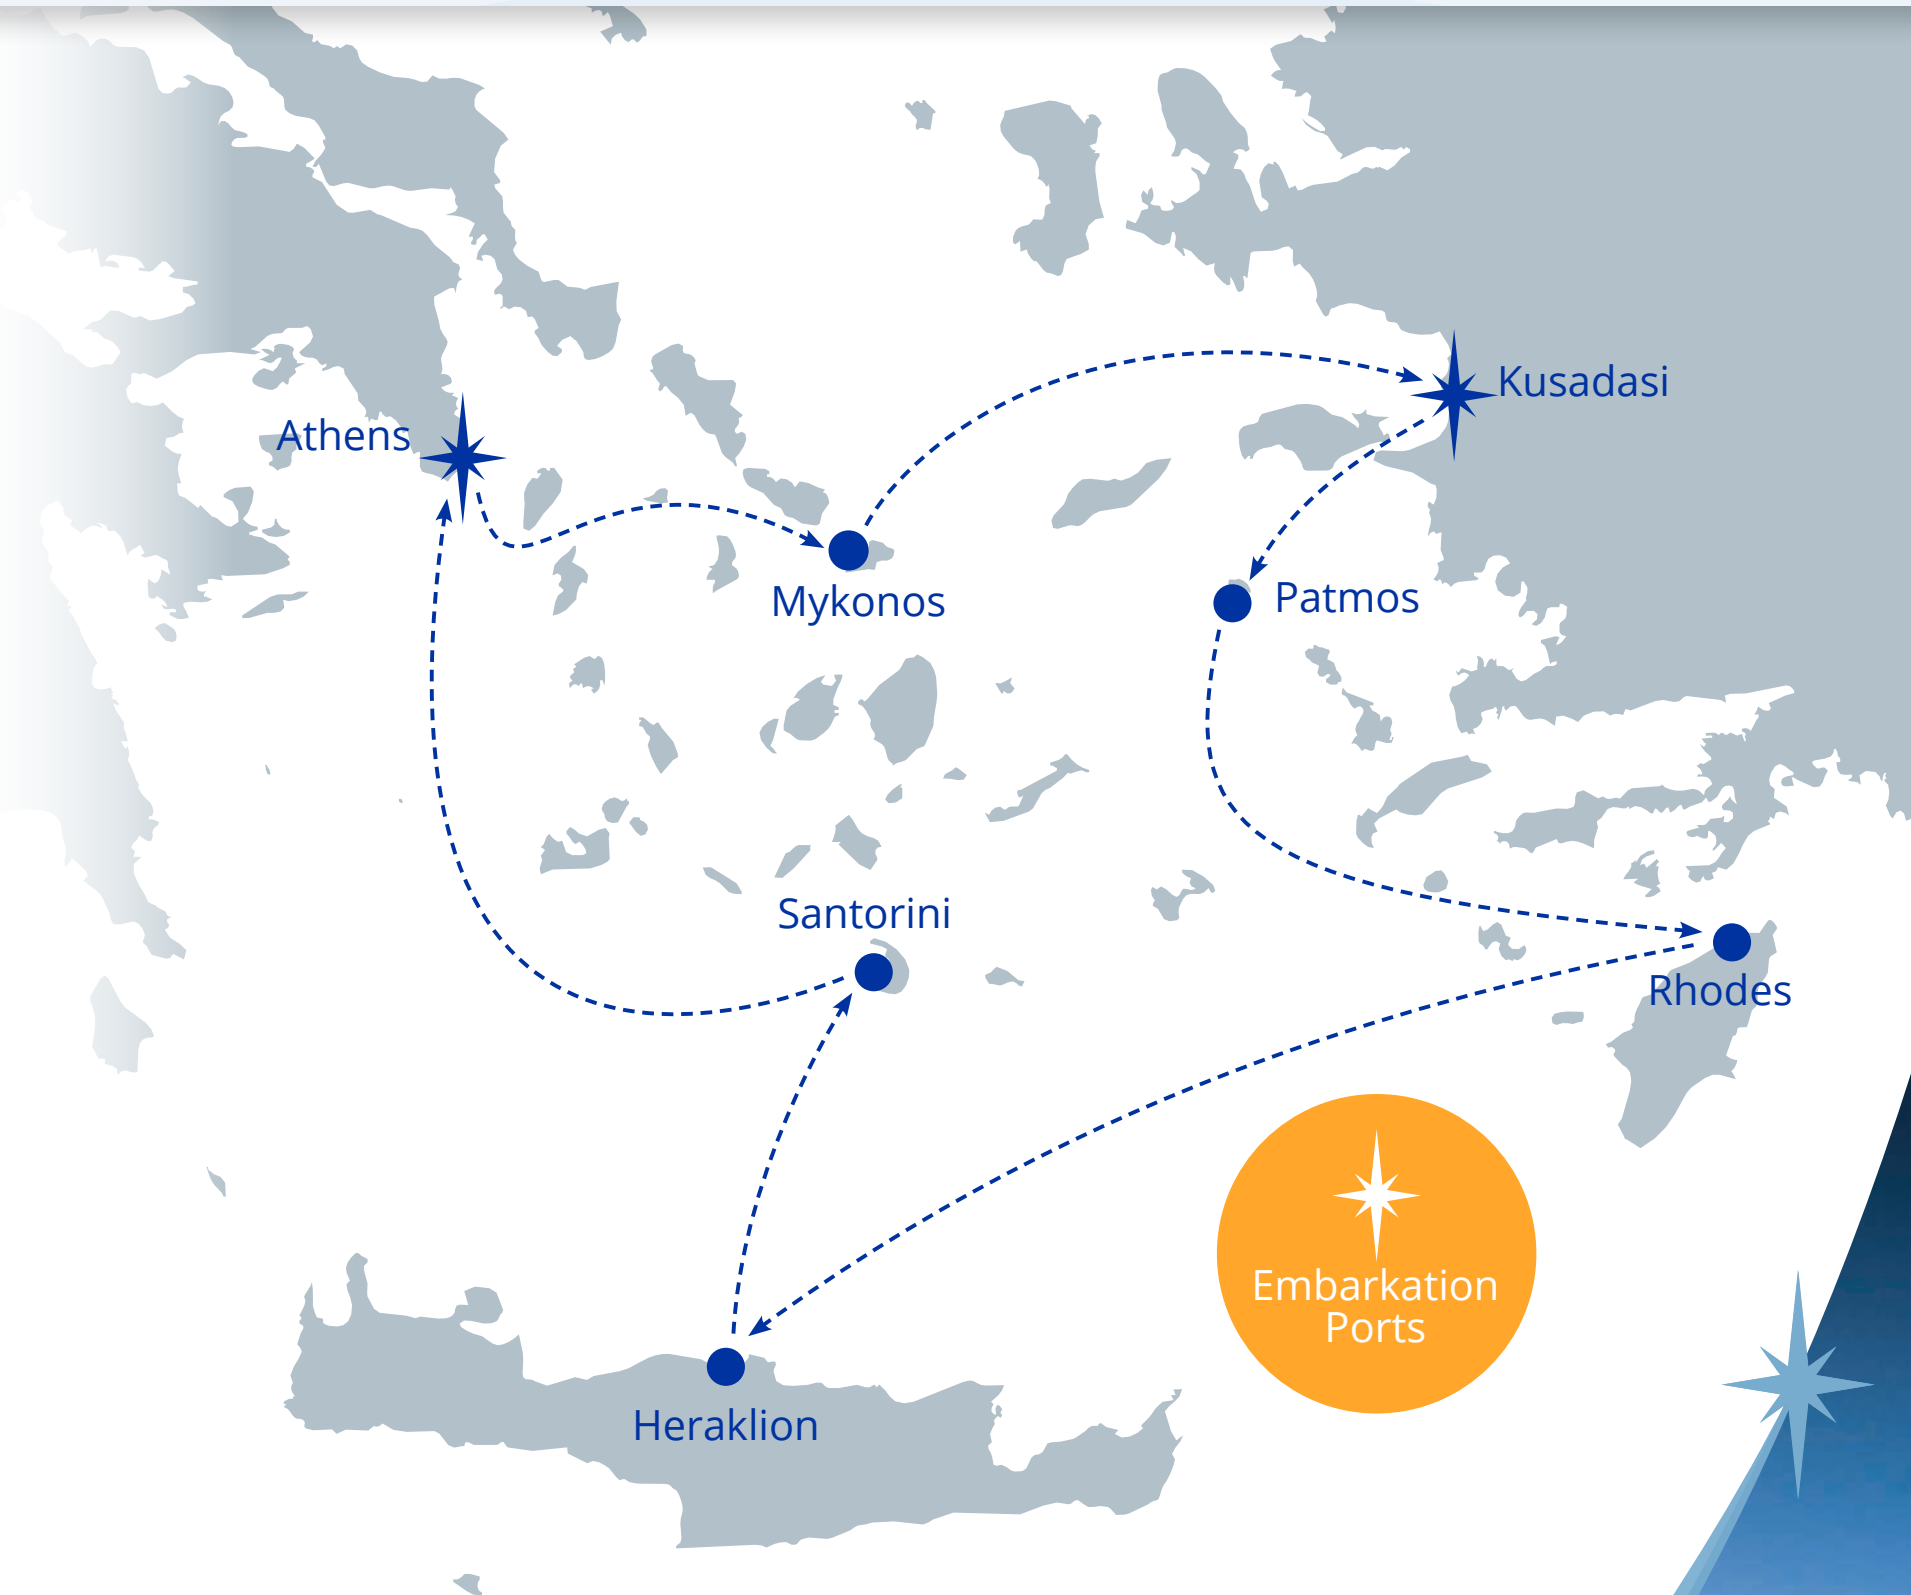 Kusadasi
Athens
Mykonos
Patmos
Santorini
Rhodes
Embarkation
Ports
Heraklion